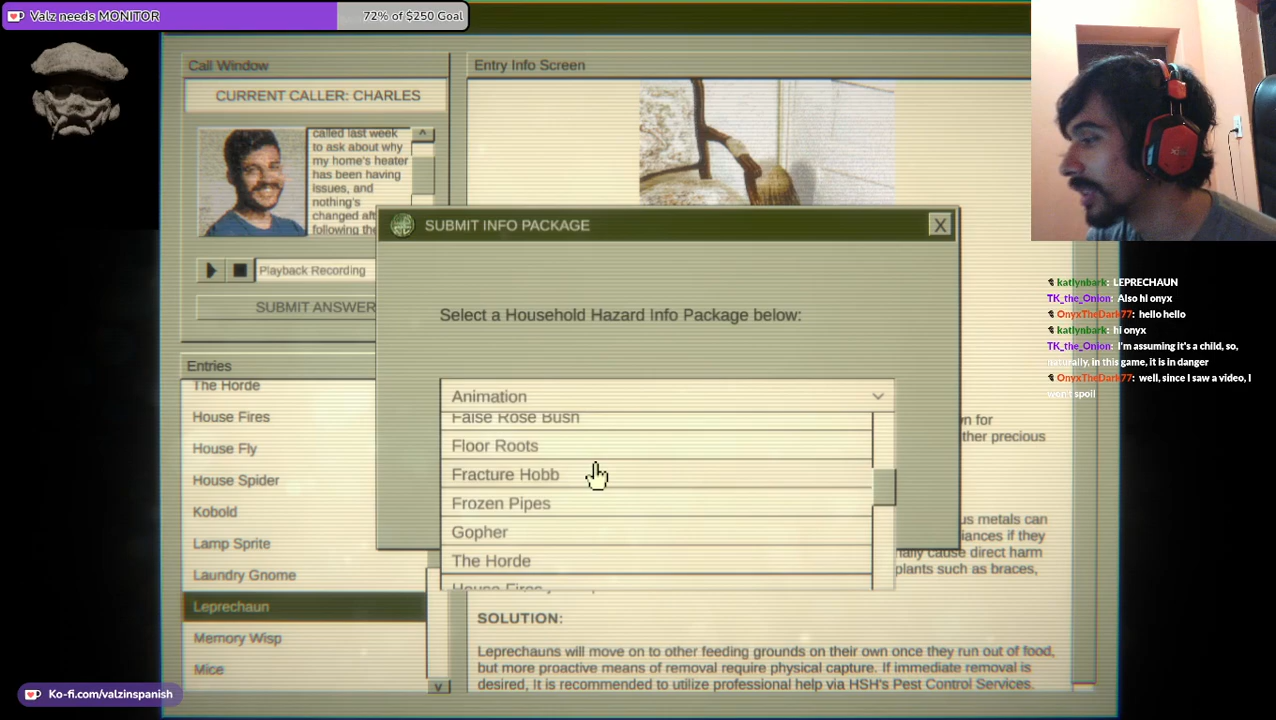 Valz needs MONITOR
72% of $250 Goal
Call Window
CURRENT CALLER: CHARLES
called last week
to ask about why
my home's heater
has been having
issues, and
nothing's
changed aft
following the
Playback Recording
SUBMIT ANSWER
Entries
The Horde
House Fires
House Fly
House Spider
Kobold
Lamp Sprite
Laundry Gnome
Leprechaun
Memory Wisp
Mice
Ko-fi.com/valzinspanish
Entry Info Screen
SUBMIT INFO PACKAGE
X
Select a Household Hazard Info Package below:
Animation
False Rose Bush
Floor Roots
Fracture Hobb
Frozen Pipes
Gopher
The Horde
House Fires
n for
ther precious
us metals can
iances if they
nally cause direct harm
plants such as braces,
SOLUTION:
Leprechauns will move on to other feeding grounds on their own once they run out of food,
but more proactive means of removal require physical capture. If immediate removal is
desired, It is recommended to utilize professional help via HSH's Pest Control Services.
katlynbark: LEPRECHAUN
TK_the_Onion: Also hi onyx
OnyxTheDark77: hello hello
katlynbark: hi onyx
TK_the_Onion: I'm assuming it's a child, so,
naturally, in this game, it is in danger
OnyxTheDark77: well, since I saw a video, I
won't spoil